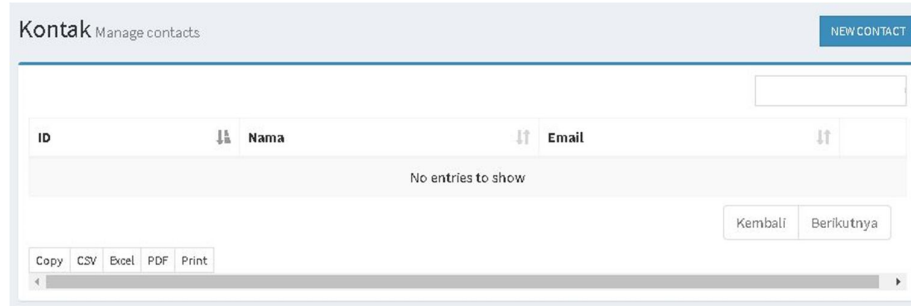 Kontak Manage contacts
NEW CONTACT
ID Nama Email
No entries to show
Kembali Berikutnya
Copy CSV Excel PDF Print